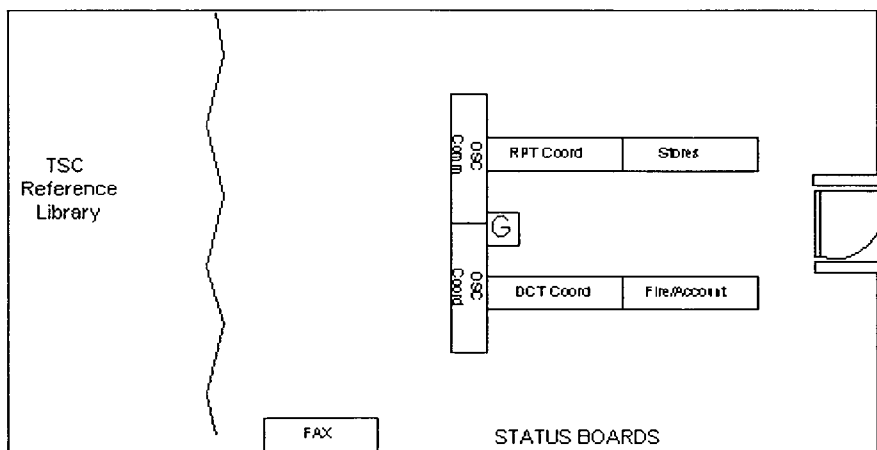 TSC
Reference
Library
OSC
Comm
RPT Coord
Stores
G
OSC
Coord
DCT Coord
Fire/Account
FAX
STATUS BOARDS